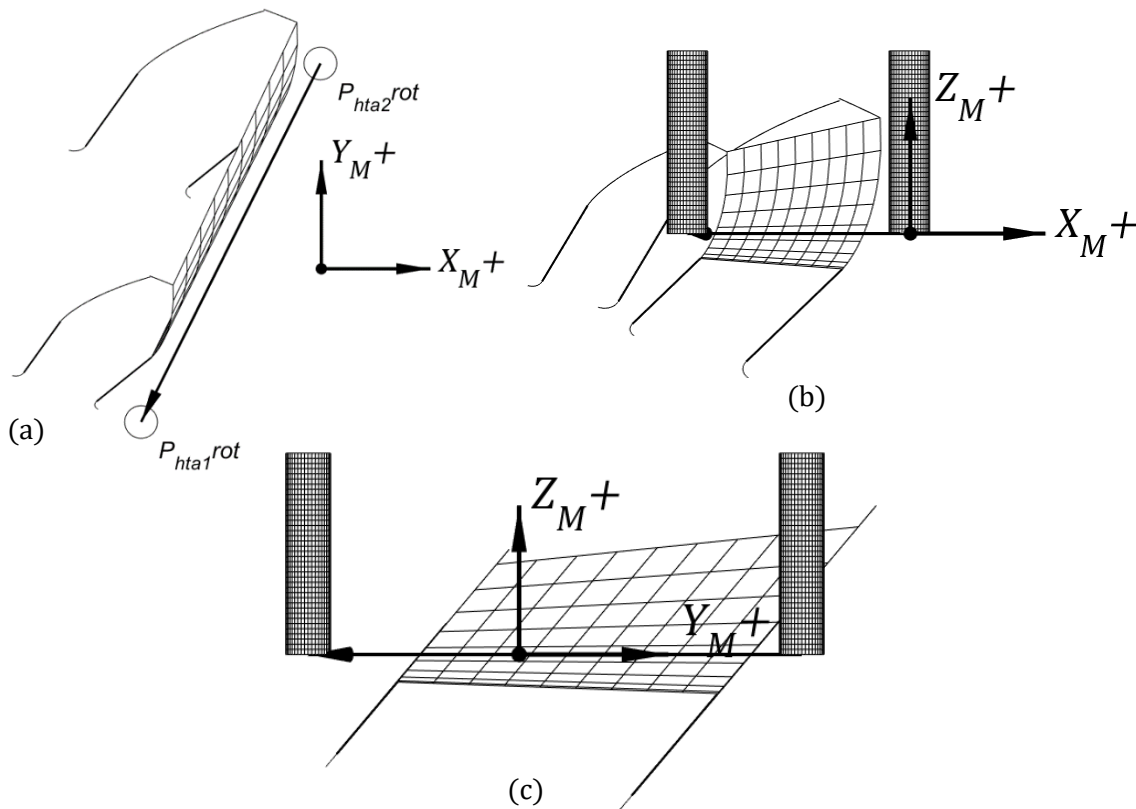 P_hta2rot
Y_M+
X_M+
(a)
P_hta1rot
Z_M+
X_M+
(b)
Z_M+
Y_M+
(c)